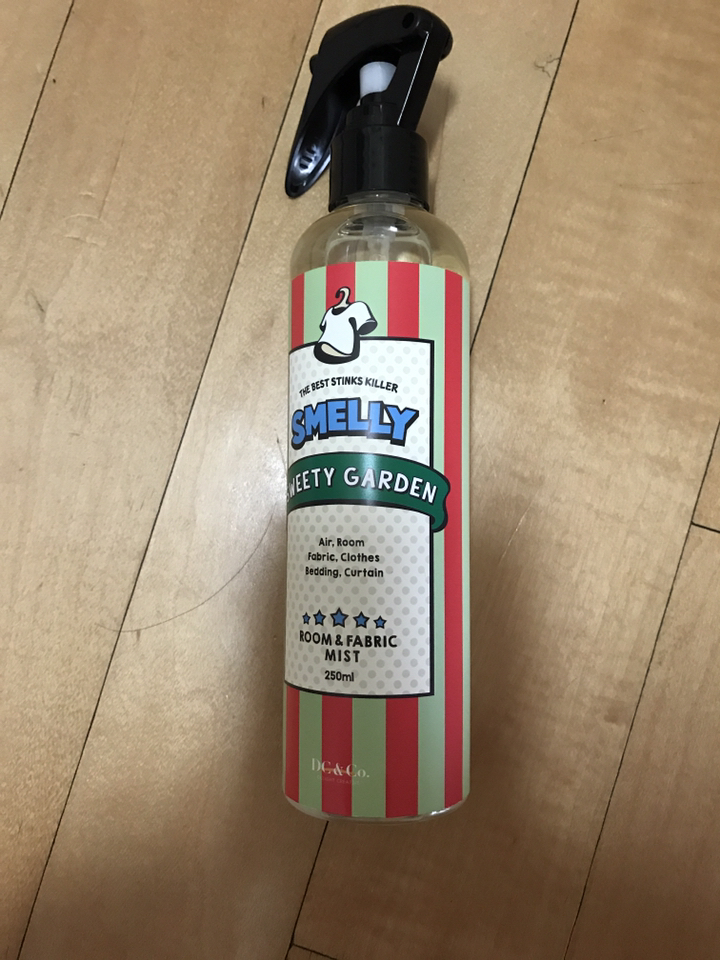 THE BEST STINKS KILLER
SMELLY
WEETY GARDEN
Air, Room
Fabric, Clothes
Bedding, Curtain
ROOM & FABRIC
MIST
250ml
DC&Co.